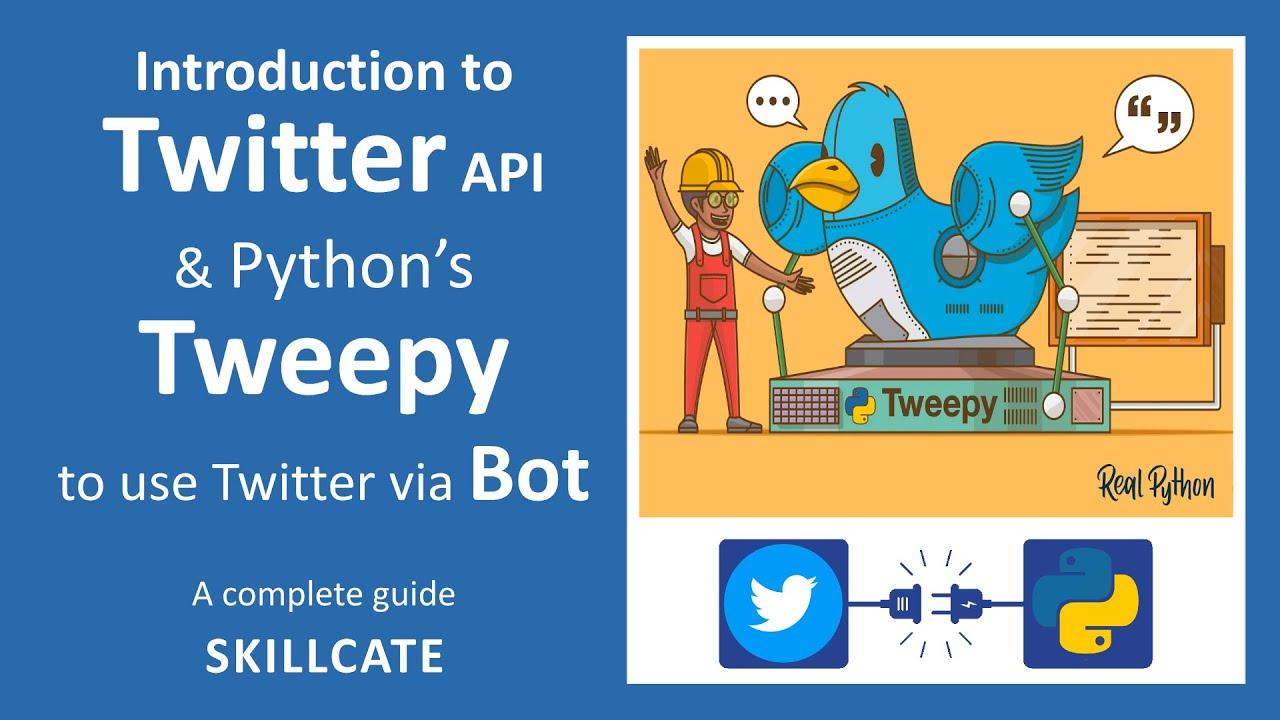 Introduction to
Twitter API
& Python’s
Tweepy
to use Twitter via Bot
A complete guide
SKILLCATE
“ ”
Tweepy
Real Python